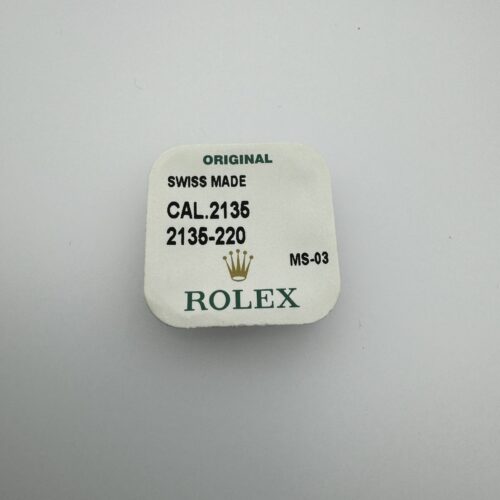 ORIGINAL
SWISS MADE
CAL.2135
2135-220
MS-03
ROLEX